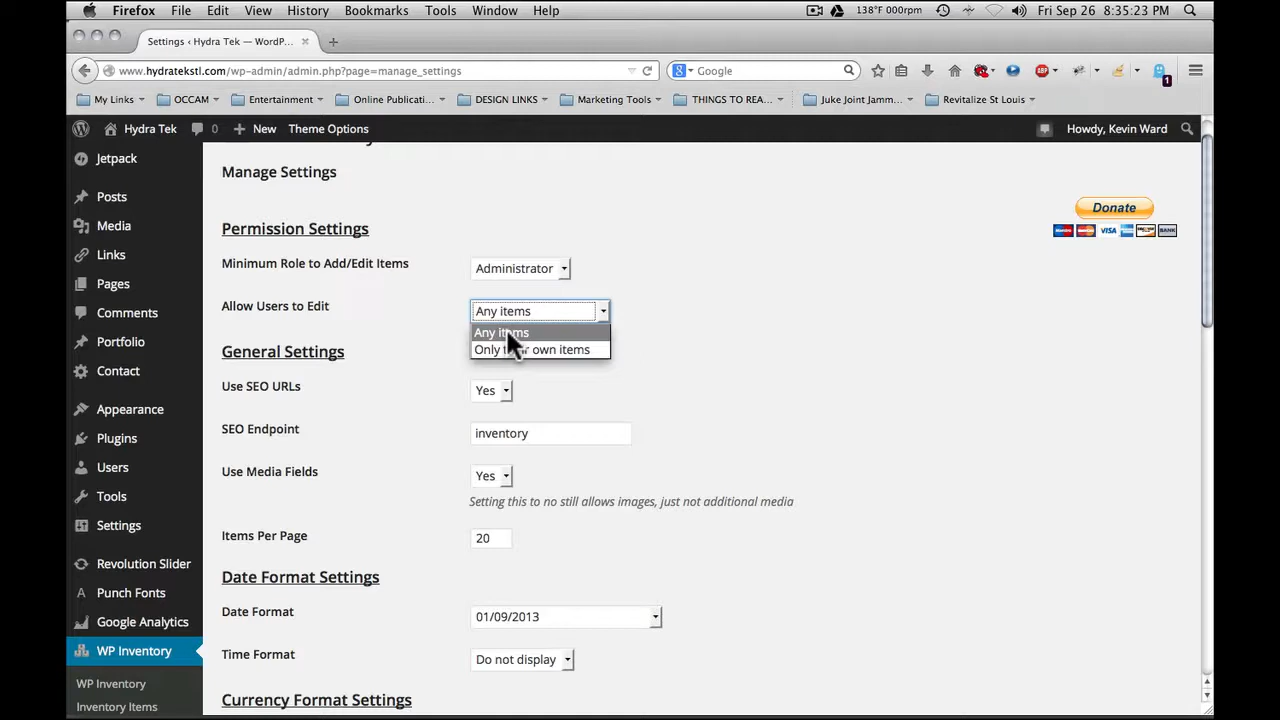 Firefox File Edit View History Bookmarks Tools Window Help 138°F 000rpm Fri Sep 26 8:35:23 PM
Settings ‹ Hydra Tek — WordP...
www.hydratekstl.com/wp-admin/admin.php?page=manage_settings Google
My Links OCCAM Entertainment Online Publicati... DESIGN LINKS Marketing Tools THINGS TO REA... Juke Joint Jamm... Revitalize St Louis
Hydra Tek 0 New Theme Options Howdy, Kevin Ward
Jetpack
Posts
Media
Links
Pages
Comments
Portfolio
Contact
Appearance
Plugins
Users
Tools
Settings
Revolution Slider
Punch Fonts
Google Analytics
WP Inventory
WP Inventory
Inventory Items
Manage Settings
Donate
VISA BANK
Permission Settings
Minimum Role to Add/Edit Items Administrator
Allow Users to Edit Any items
Any items
Only own items
General Settings
Use SEO URLs Yes
SEO Endpoint inventory
Use Media Fields Yes
Setting this to no still allows images, just not additional media
Items Per Page 20
Date Format Settings
Date Format 01/09/2013
Time Format Do not display
Currency Format Settings